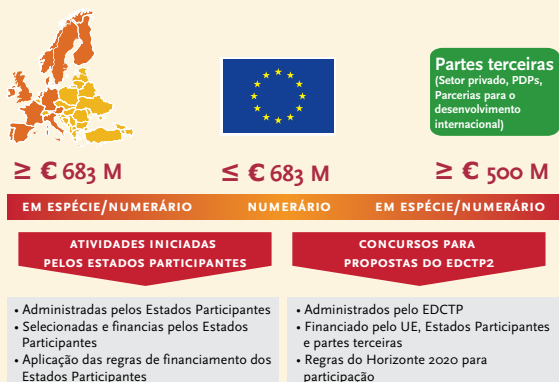 Partes terceiras
(Setor privado, PDPs,
Parcerias para o
desenvolvimento
internacional)
≥ € 683 M
≤ € 683 M
≥ € 500 M
EM ESPÉCIE/NUMERÁRIO
NUMERÁRIO
EM ESPÉCIE/NUMERÁRIO
ATIVIDADES INICIADAS
PELOS ESTADOS PARTICIPANTES
CONCURSOS PARA
PROPOSTAS DO EDCTP2
• Administradas pelos Estados Participantes
• Selecionadas e financias pelos Estados
Participantes
• Aplicação das regras de financiamento dos
Estados Participantes
• Administrados pelo EDCTP
• Financiado pelo UE, Estados Participantes
e partes terceiras
• Regras do Horizonte 2020 para
participação